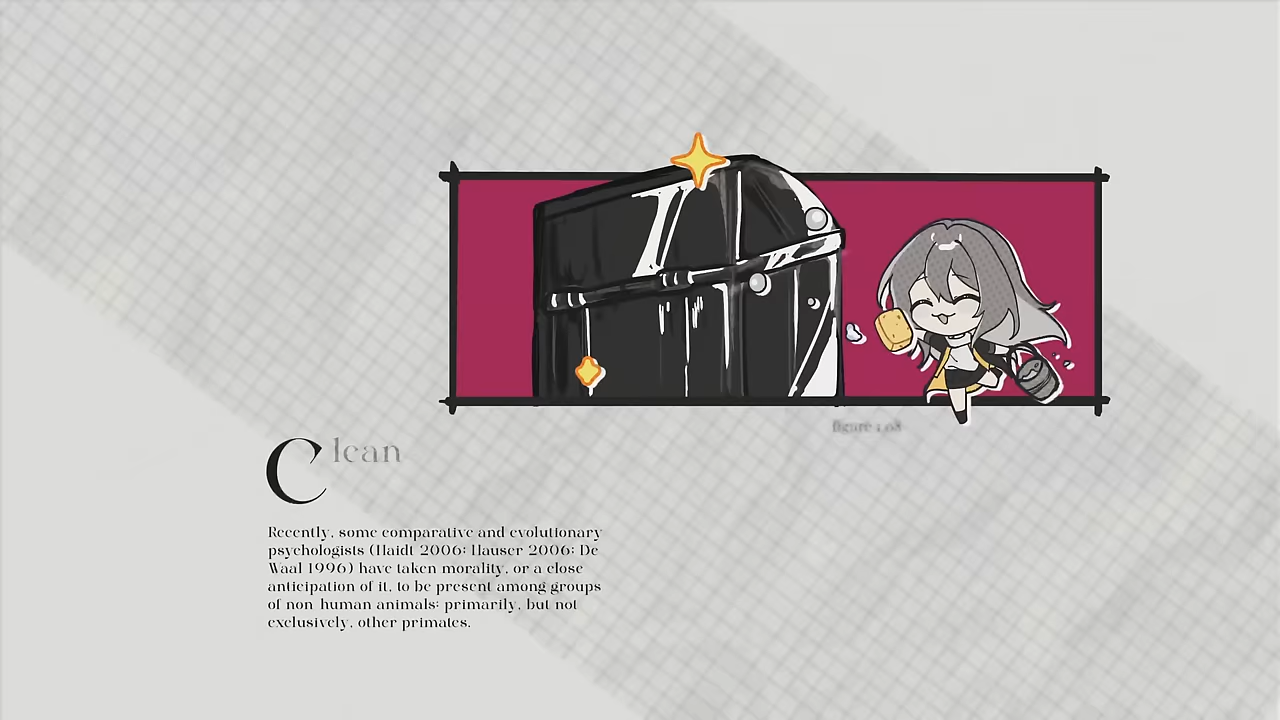 figure 1.08
Clean
Recently, some comparative and evolutionary
psychologists (Haidt 2006; Hauser 2006; De
Waal 1996) have taken morality, or a close
anticipation of it, to be present among groups
of non-human animals: primarily, but not
exclusively, other primates.